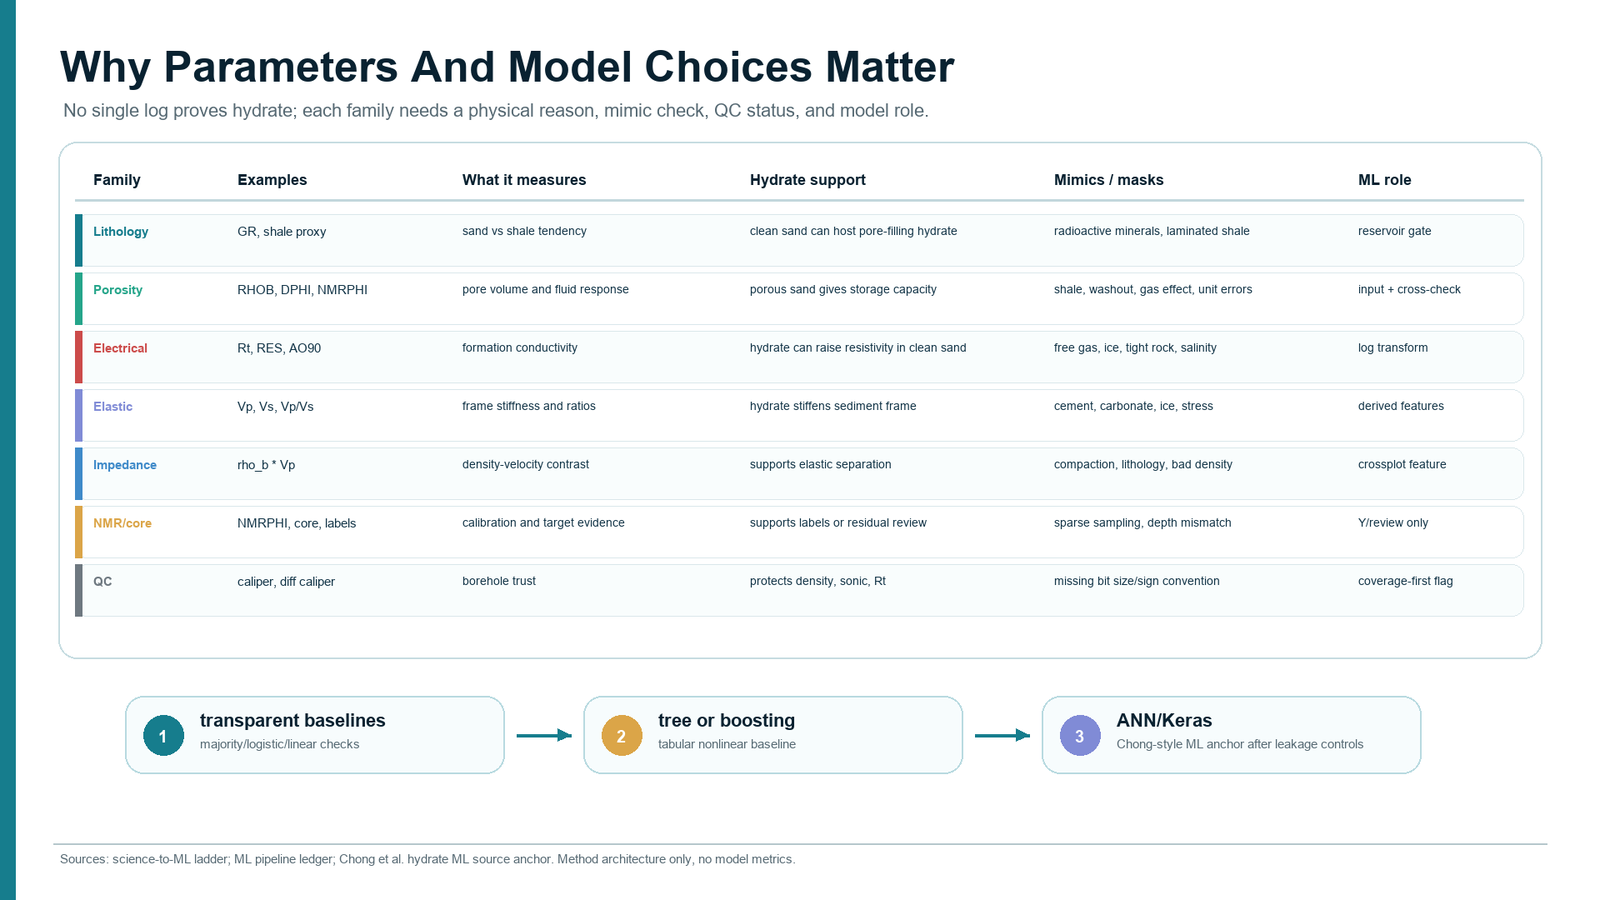 Why Parameters And Model Choices Matter
No single log proves hydrate; each family needs a physical reason, mimic check, QC status, and model role.
Family Examples What it measures Hydrate support Mimics / masks ML role
Lithology GR, shale proxy sand vs shale tendency clean sand can host pore-filling hydrate radioactive minerals, laminated shale reservoir gate
Porosity RHOB, DPHI, NMRPHI pore volume and fluid response porous sand gives storage capacity shale, washout, gas effect, unit errors input + cross-check
Electrical Rt, RES, AO90 formation conductivity hydrate can raise resistivity in clean sand free gas, ice, tight rock, salinity log transform
Elastic Vp, Vs, Vp/Vs frame stiffness and ratios hydrate stiffens sediment frame cement, carbonate, ice, stress derived features
Impedance rho_b * Vp density-velocity contrast supports elastic separation compaction, lithology, bad density crossplot feature
NMR/core NMRPHI, core, labels calibration and target evidence supports labels or residual review sparse sampling, depth mismatch Y/review only
QC caliper, diff caliper borehole trust protects density, sonic, Rt missing bit size/sign convention coverage-first flag
1 transparent baselines
majority/logistic/linear checks
2 tree or boosting
tabular nonlinear baseline
3 ANN/Keras
Chong-style ML anchor after leakage controls
Sources: science-to-ML ladder; ML pipeline ledger; Chong et al. hydrate ML source anchor. Method architecture only, no model metrics.